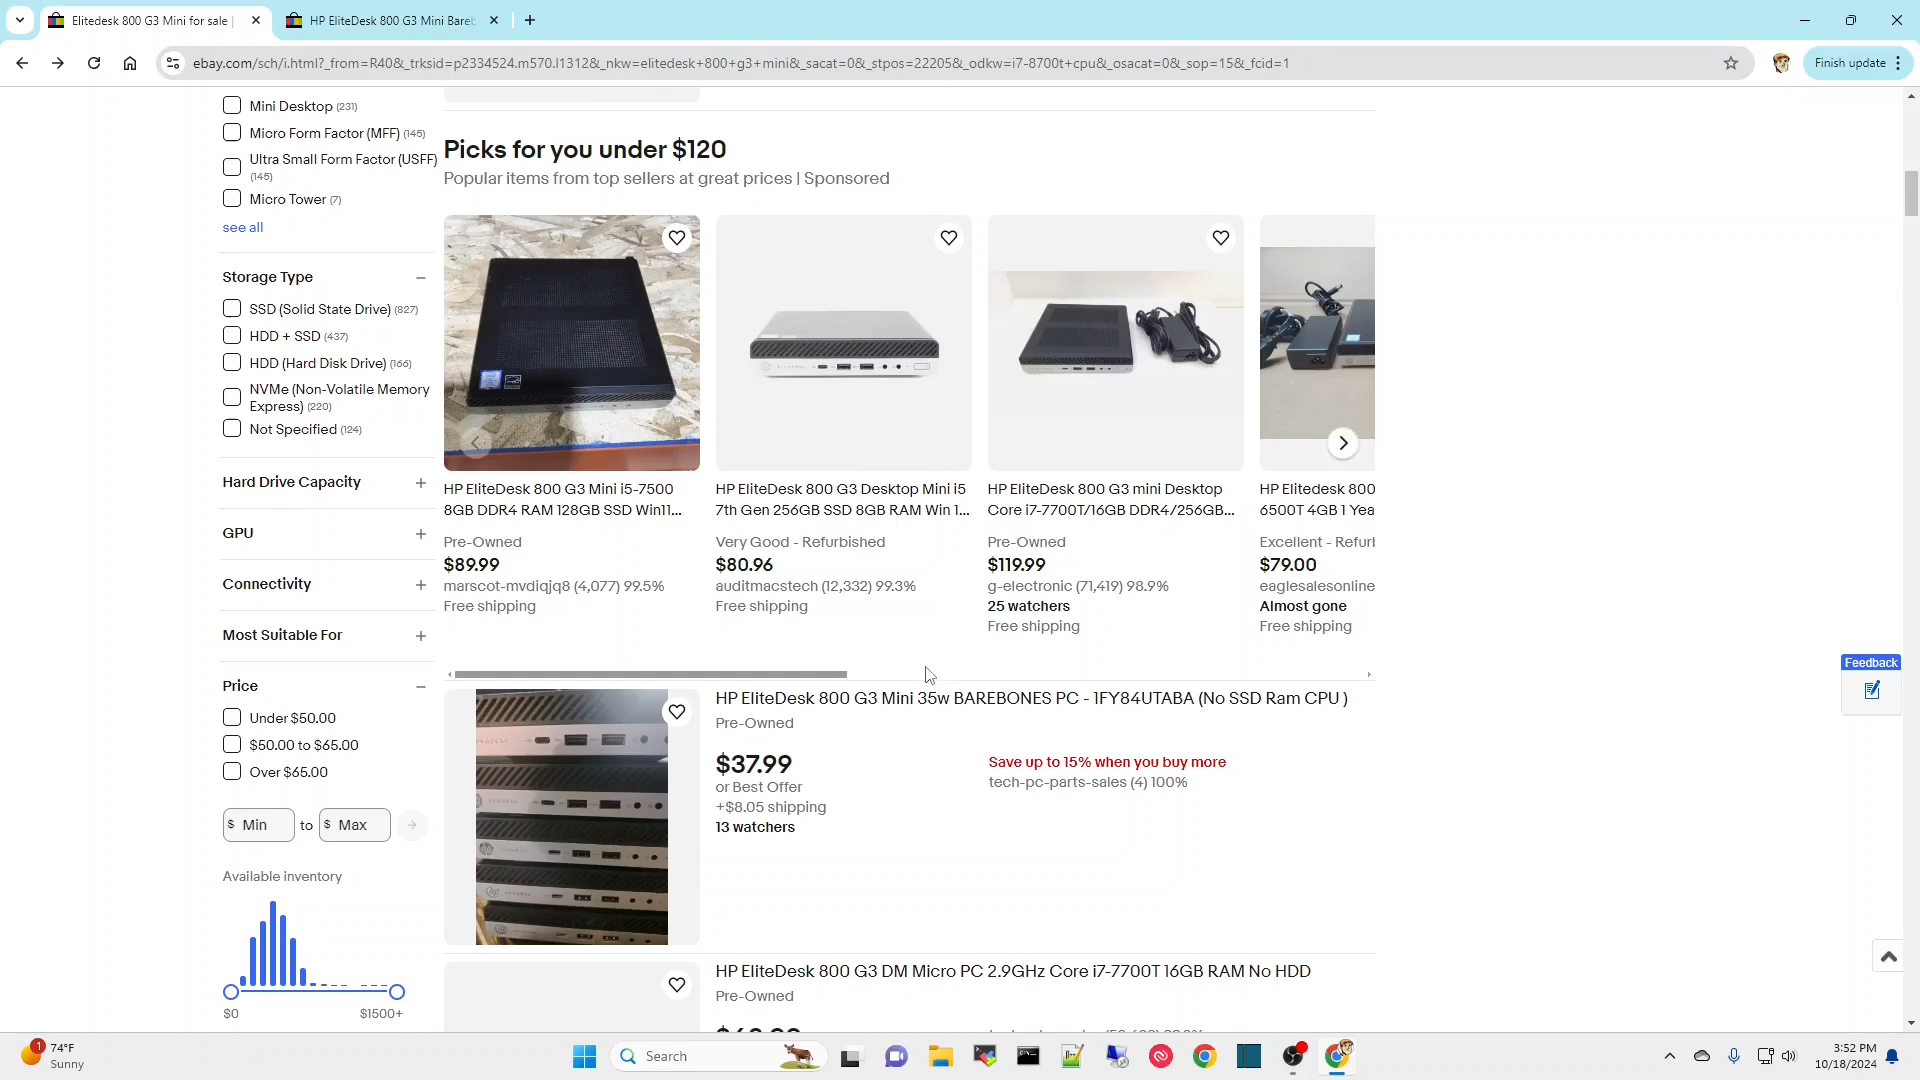 Elitedesk 800 G3 Mini for sale |
HP EliteDesk 800 G3 Mini Bareb
ebay.com/sch/i.html?_from=R40&_trksid=p2334524.m570.l1312&_nkw=elitedesk+800+g3+mini&_sacat=0&_stpos=22205&_odkw=i7-8700t+cpu&_osacat=0&_sop=15&_fcid=1
Finish update
Mini Desktop (231)
Micro Form Factor (MFF) (145)
Ultra Small Form Factor (USFF)
(145)
Micro Tower (7)
see all
Storage Type
SSD (Solid State Drive) (827)
HDD + SSD (437)
HDD (Hard Disk Drive) (166)
NVMe (Non-Volatile Memory
Express) (220)
Not Specified (124)
Hard Drive Capacity
GPU
Connectivity
Most Suitable For
Price
Under $50.00
$50.00 to $65.00
Over $65.00
$ Min to $ Max
Available inventory
$0 $1500+
Picks for you under $120
Popular items from top sellers at great prices | Sponsored
HP EliteDesk 800 G3 Mini i5-7500
8GB DDR4 RAM 128GB SSD Win11...
Pre-Owned
$89.99
marscot-mvdiqjq8 (4,077) 99.5%
Free shipping
HP EliteDesk 800 G3 Desktop Mini i5
7th Gen 256GB SSD 8GB RAM Win 1...
Very Good - Refurbished
$80.96
auditmacstech (12,332) 99.3%
Free shipping
HP EliteDesk 800 G3 mini Desktop
Core i7-7700T/16GB DDR4/256GB...
Pre-Owned
$119.99
g-electronic (71,419) 98.9%
25 watchers
Free shipping
HP Elitedesk 800
6500T 4GB 1 Yea
Excellent - Refurb
$79.00
eaglesalesonline
Almost gone
Free shipping
HP EliteDesk 800 G3 Mini 35w BAREBONES PC - 1FY84UTABA (No SSD Ram CPU )
Pre-Owned
$37.99
or Best Offer
+$8.05 shipping
13 watchers
Save up to 15% when you buy more
tech-pc-parts-sales (4) 100%
HP EliteDesk 800 G3 DM Micro PC 2.9GHz Core i7-7700T 16GB RAM No HDD
Pre-Owned
Feedback
1
74°F
Sunny
Search
3:52 PM
10/18/2024